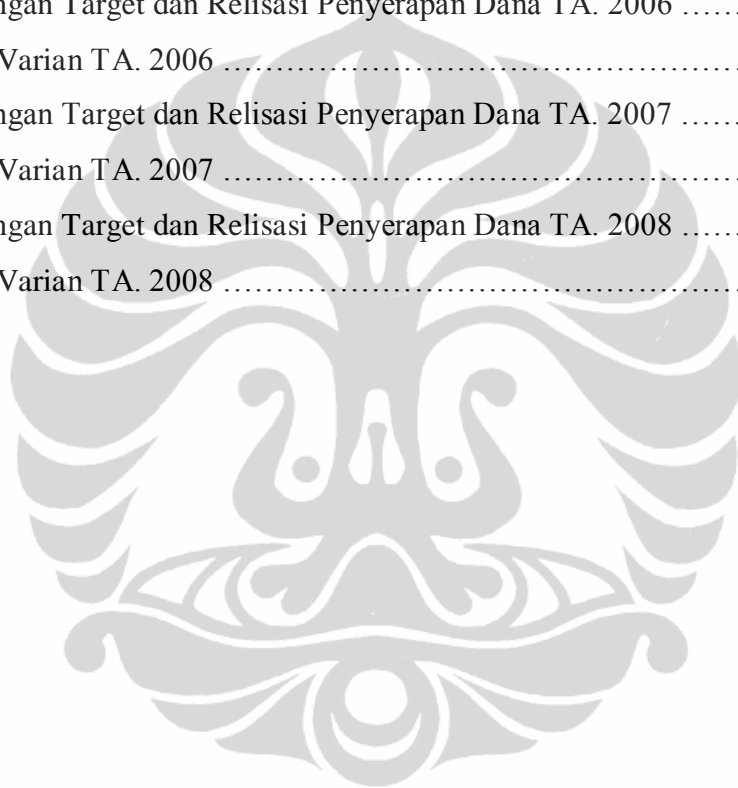 ngan Target dan Relisasi Penyerapan Dana TA. 2006 ……
Varian TA. 2006 ……………………………………………………
ngan Target dan Relisasi Penyerapan Dana TA. 2007 ……
Varian TA. 2007 ……………………………………………………
ngan Target dan Relisasi Penyerapan Dana TA. 2008 ……
Varian TA. 2008 ……………………………………………………